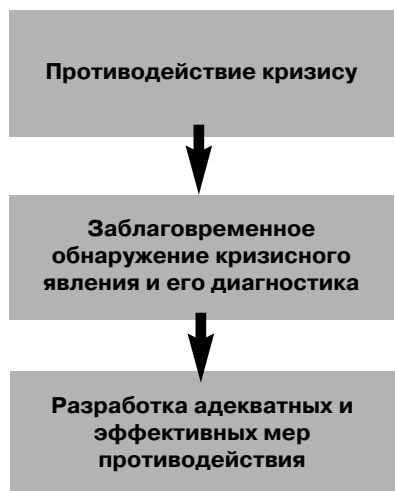 Противодействие кризису
Заблаговременное
обнаружение кризисного
явления и его диагностика
Разработка адекватных и
эффективных мер
противодействия